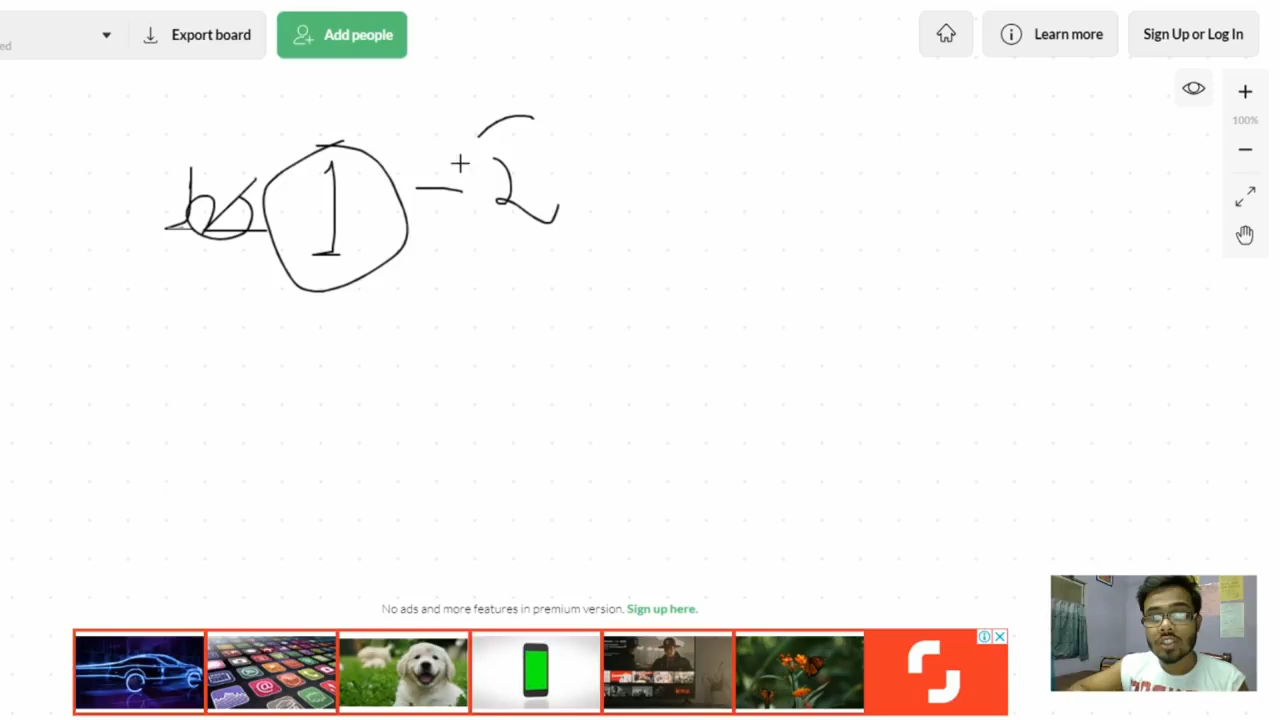 ed Export board Add people Learn more Sign Up or Log In
100%
1 - 2
No ads and more features in premium version. Sign up here.